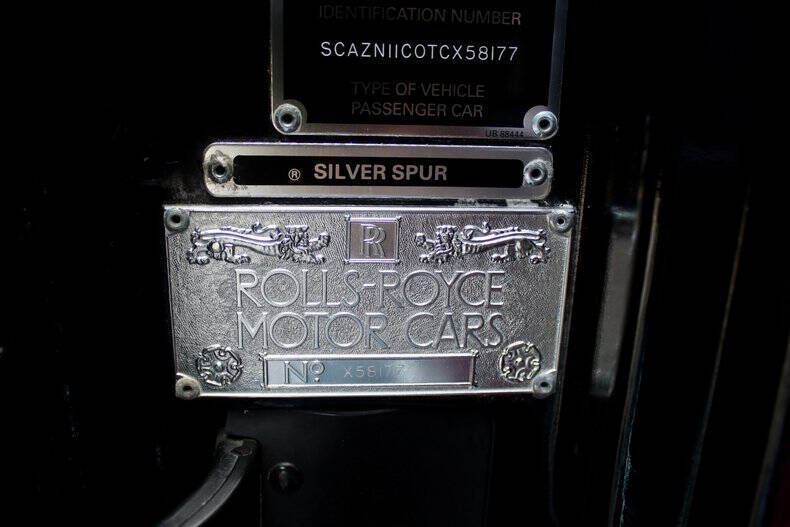 IDENTIFICATION NUMBER
SCAZN11C0TCX58177
TYPE OF VEHICLE
PASSENGER CAR
UB 88444
® SILVER SPUR
R
ROLLS-ROYCE
MOTOR CARS
Nº X58177